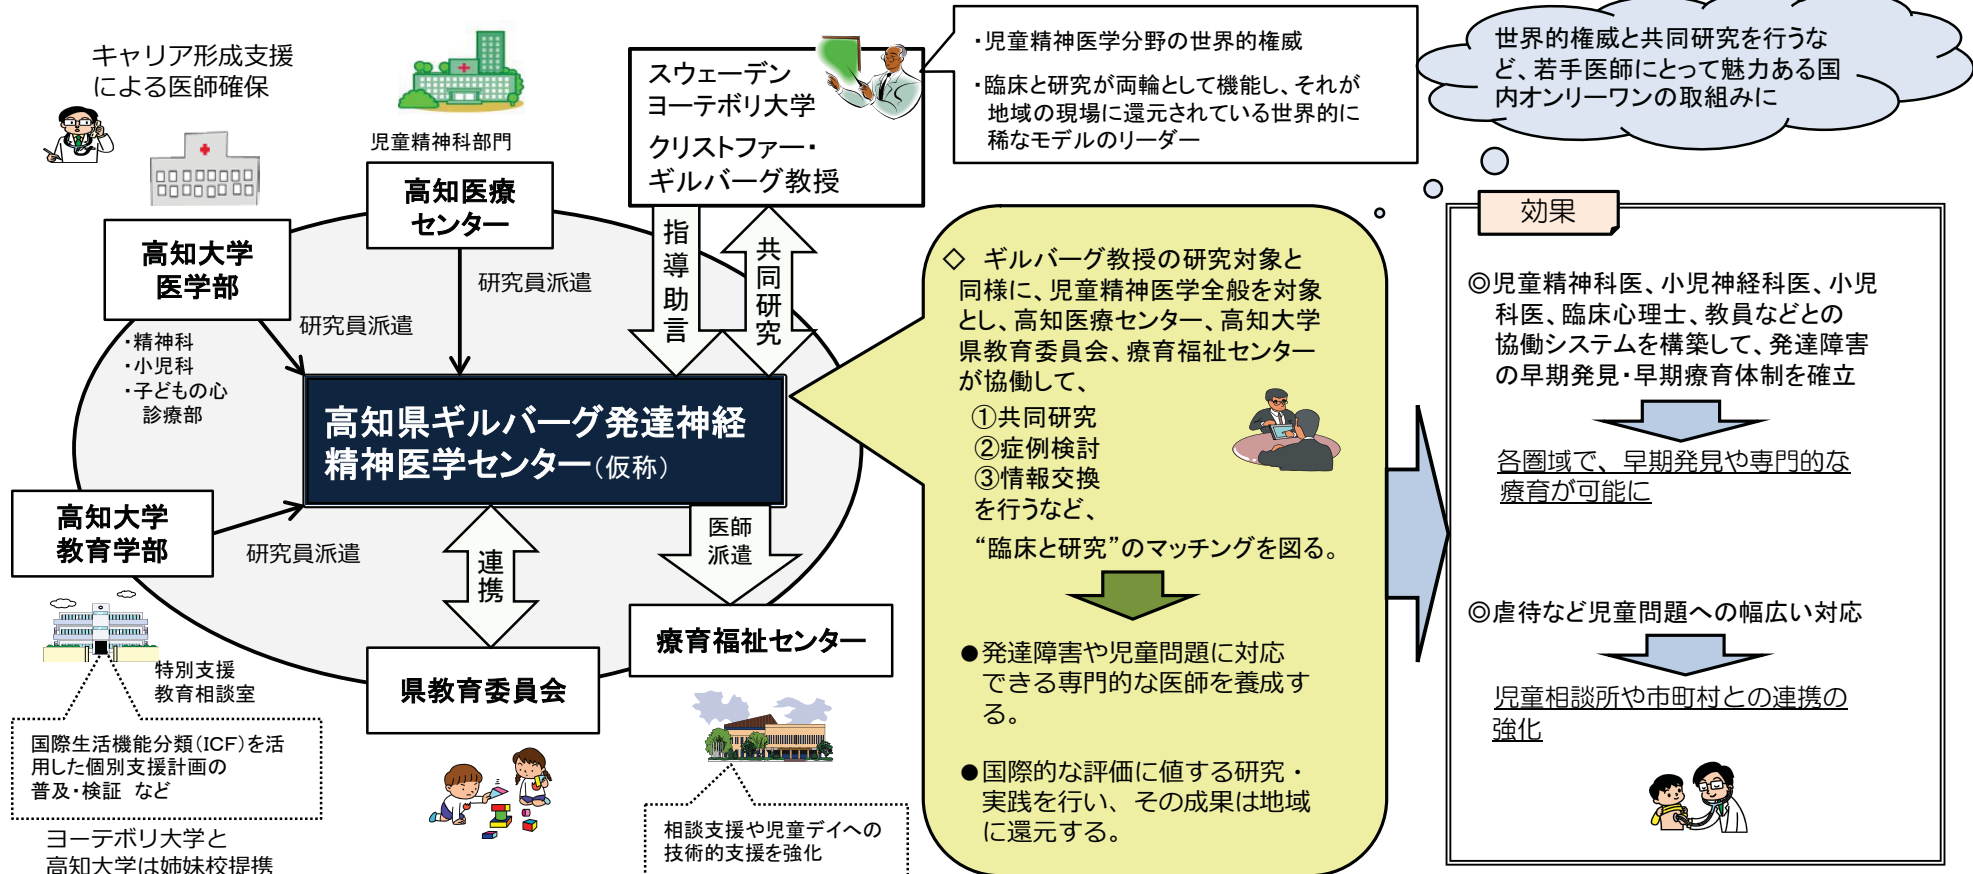 キャリア形成支援
による医師確保
児童精神科部門
高知医療
センター
高知大学
医学部
・精神科
・小児科
・子どもの心
診療部
研究員派遣
研究員派遣
スウェーデン
ヨーテボリ大学
クリストファー・
ギルバーグ教授
・児童精神医学分野の世界的権威
・臨床と研究が両輪として機能し、それが
地域の現場に還元されている世界的に
稀なモデルのリーダー
世界的権威と共同研究を行うな
ど、若手医師にとって魅力ある国
内オンリーワンの取組みに
指導助言
共同研究
高知県ギルバーグ発達神経
精神医学センター(仮称)
高知大学
教育学部
研究員派遣
連携
医師
派遣
県教育委員会
療育福祉センター
特別支援
教育相談室
国際生活機能分類(ICF)を活
用した個別支援計画の
普及・検証 など
ヨーテボリ大学と
高知大学は姉妹校提携
相談支援や児童デイへの
技術的支援を強化
◇ ギルバーグ教授の研究対象と
同様に、児童精神医学全般を対象
とし、高知医療センター、高知大学
県教育委員会、療育福祉センター
が協働して、
①共同研究
②症例検討
③情報交換
を行うなど、
“臨床と研究”のマッチングを図る。
●発達障害や児童問題に対応
できる専門的な医師を養成す
る。
●国際的な評価に値する研究・
実践を行い、その成果は地域
に還元する。
効果
◎児童精神科医、小児神経科医、小児
科医、臨床心理士、教員などとの
協働システムを構築して、発達障害
の早期発見・早期療育体制を確立
各圏域で、早期発見や専門的な
療育が可能に
◎虐待など児童問題への幅広い対応
児童相談所や市町村との連携の
強化